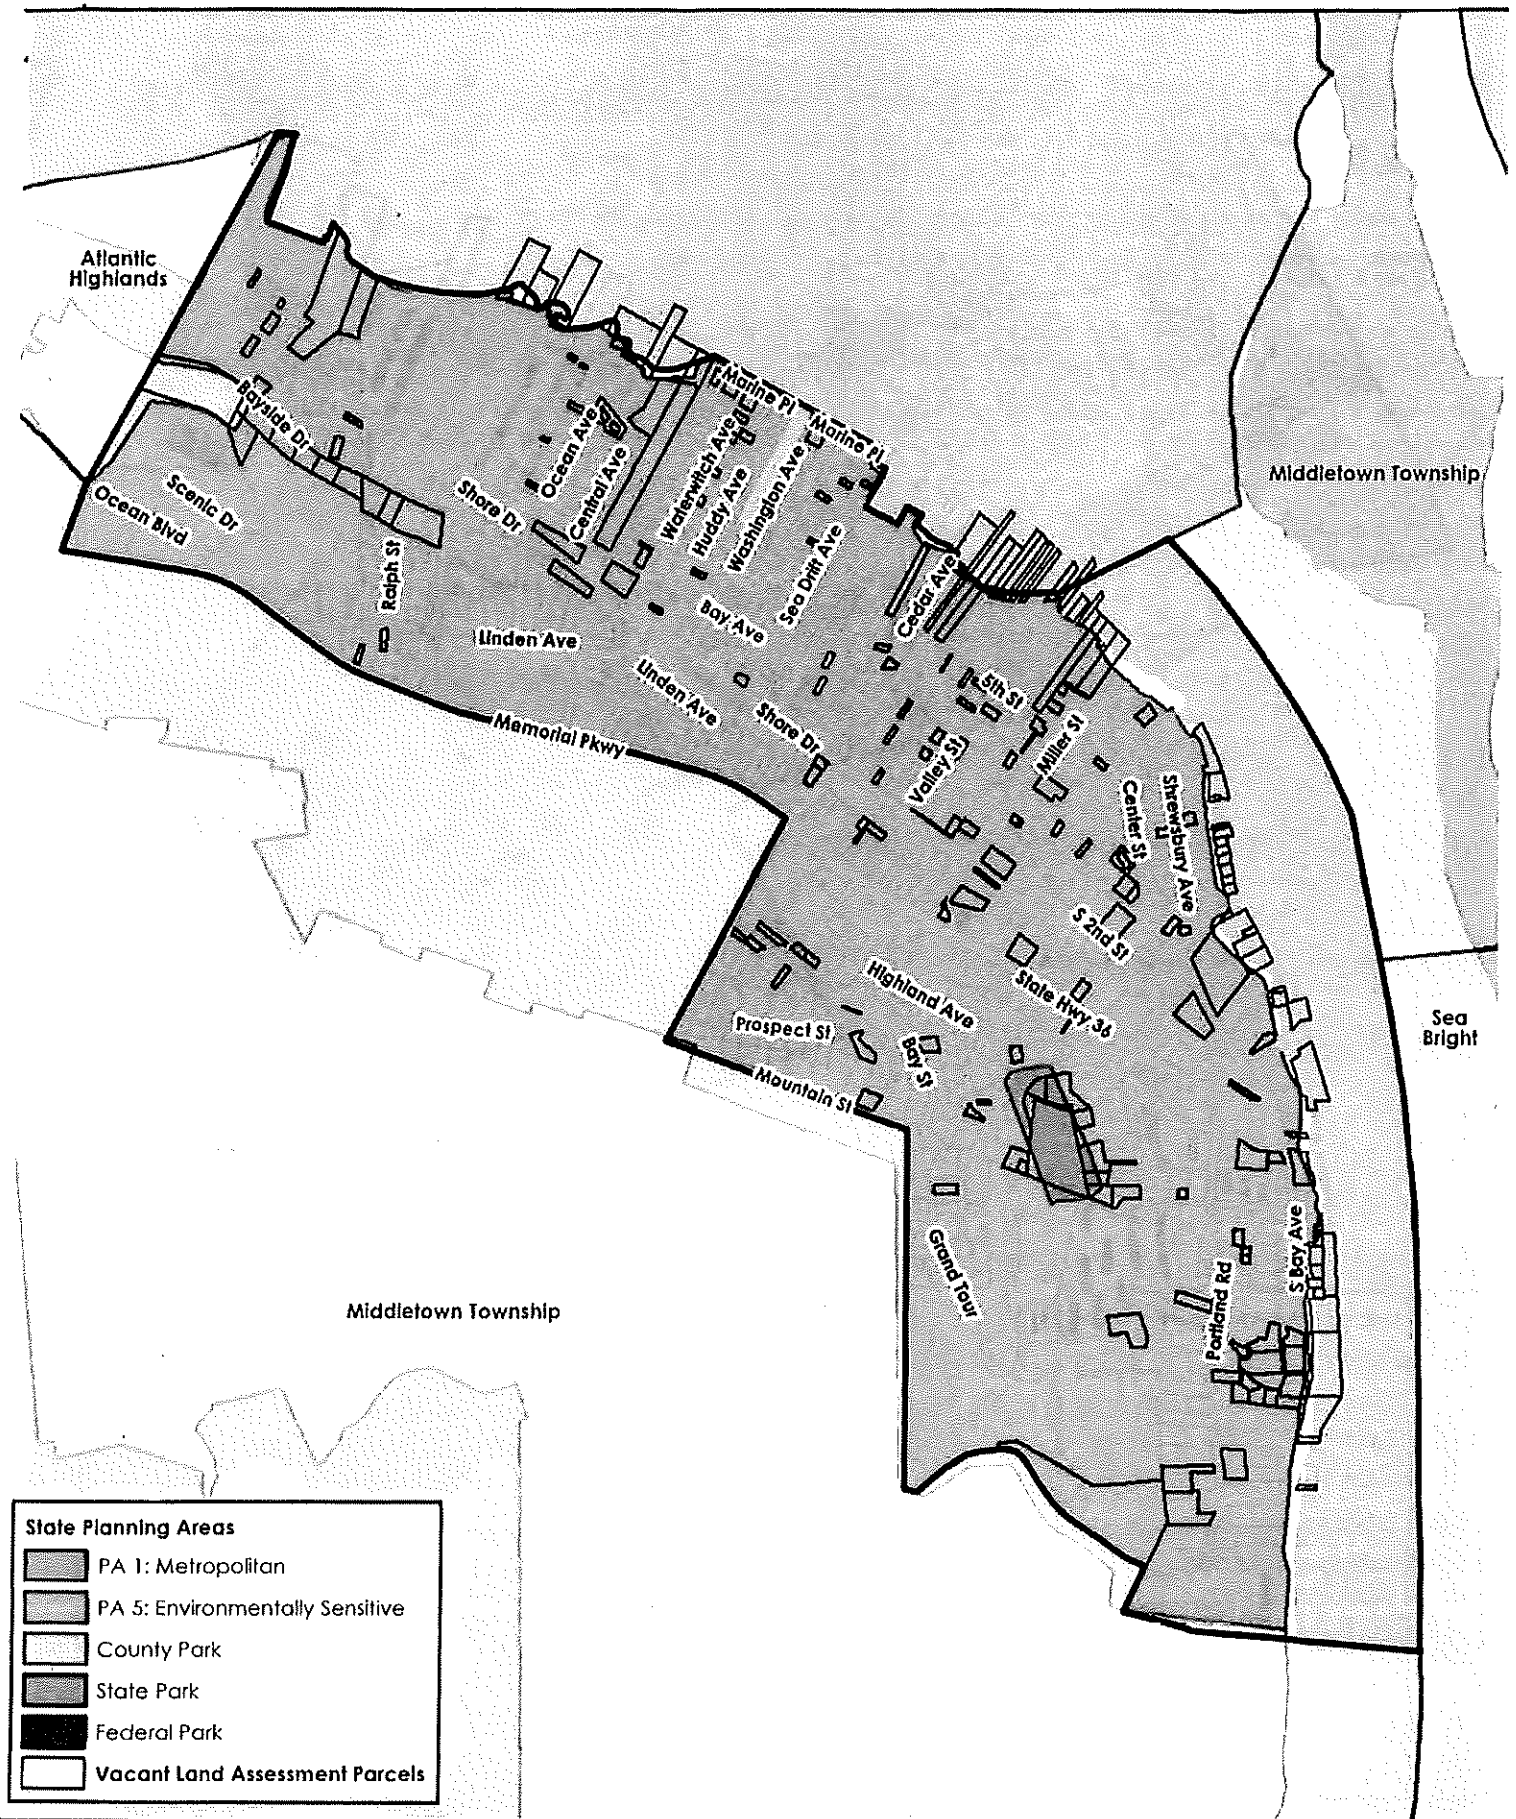 Atlantic
Highlands
Marine Pl
Marine Pl
Bayside Dr
Ocean Ave
Waterwitch Ave
Middletown Township
Scenic Dr
Shore Dr
Central Ave
Huddy Ave
Washington Ave
Ocean Blvd
Ralph St
Sea Drift Ave
Cedar Ave
Bay Ave
Linden Ave
Linden Ave
5th St
Memorial Pkwy
Shore Dr
Valley St
Miller St
Center St
Shrewsbury Ave
S 2nd St
Highland Ave
State Hwy 36
Prospect St
Bay St
Sea
Bright
Mountain St
Grand Tour
S Bay Ave
Portland Rd
Middletown Township
State Planning Areas
PA 1: Metropolitan
PA 5: Environmentally Sensitive
County Park
State Park
Federal Park
Vacant Land Assessment Parcels